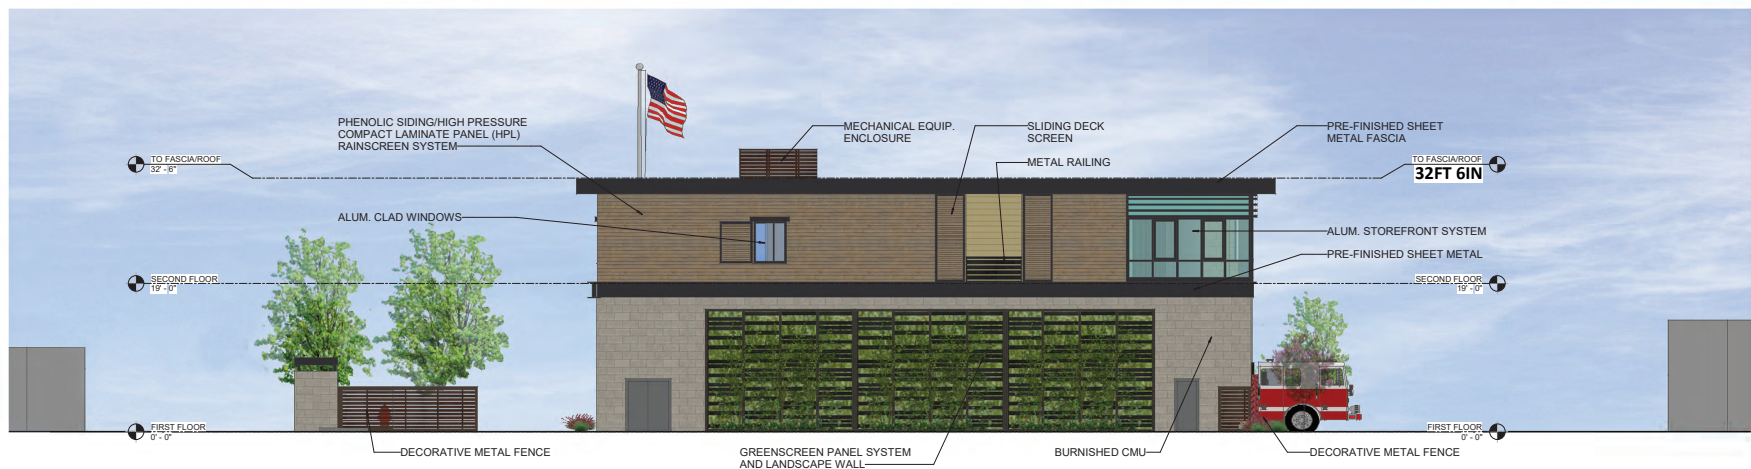 PHENOLIC SIDING/HIGH PRESSURE
COMPACT LAMINATE PANEL (HPL)
RAINSCREEN SYSTEM
MECHANICAL EQUIP.
ENCLOSURE
SLIDING DECK
SCREEN
PRE-FINISHED SHEET
METAL FASCIA
METAL RAILING
TO FASCIA/ROOF
32' - 6"
TO FASCIA/ROOF
32FT 6IN
ALUM. CLAD WINDOWS
ALUM. STOREFRONT SYSTEM
PRE-FINISHED SHEET METAL
SECOND FLOOR
19' - 0"
SECOND FLOOR
19' - 0"
FIRST FLOOR
0' - 0"
FIRST FLOOR
0' - 0"
DECORATIVE METAL FENCE
GREENSCREEN PANEL SYSTEM
AND LANDSCAPE WALL
BURNISHED CMU
DECORATIVE METAL FENCE